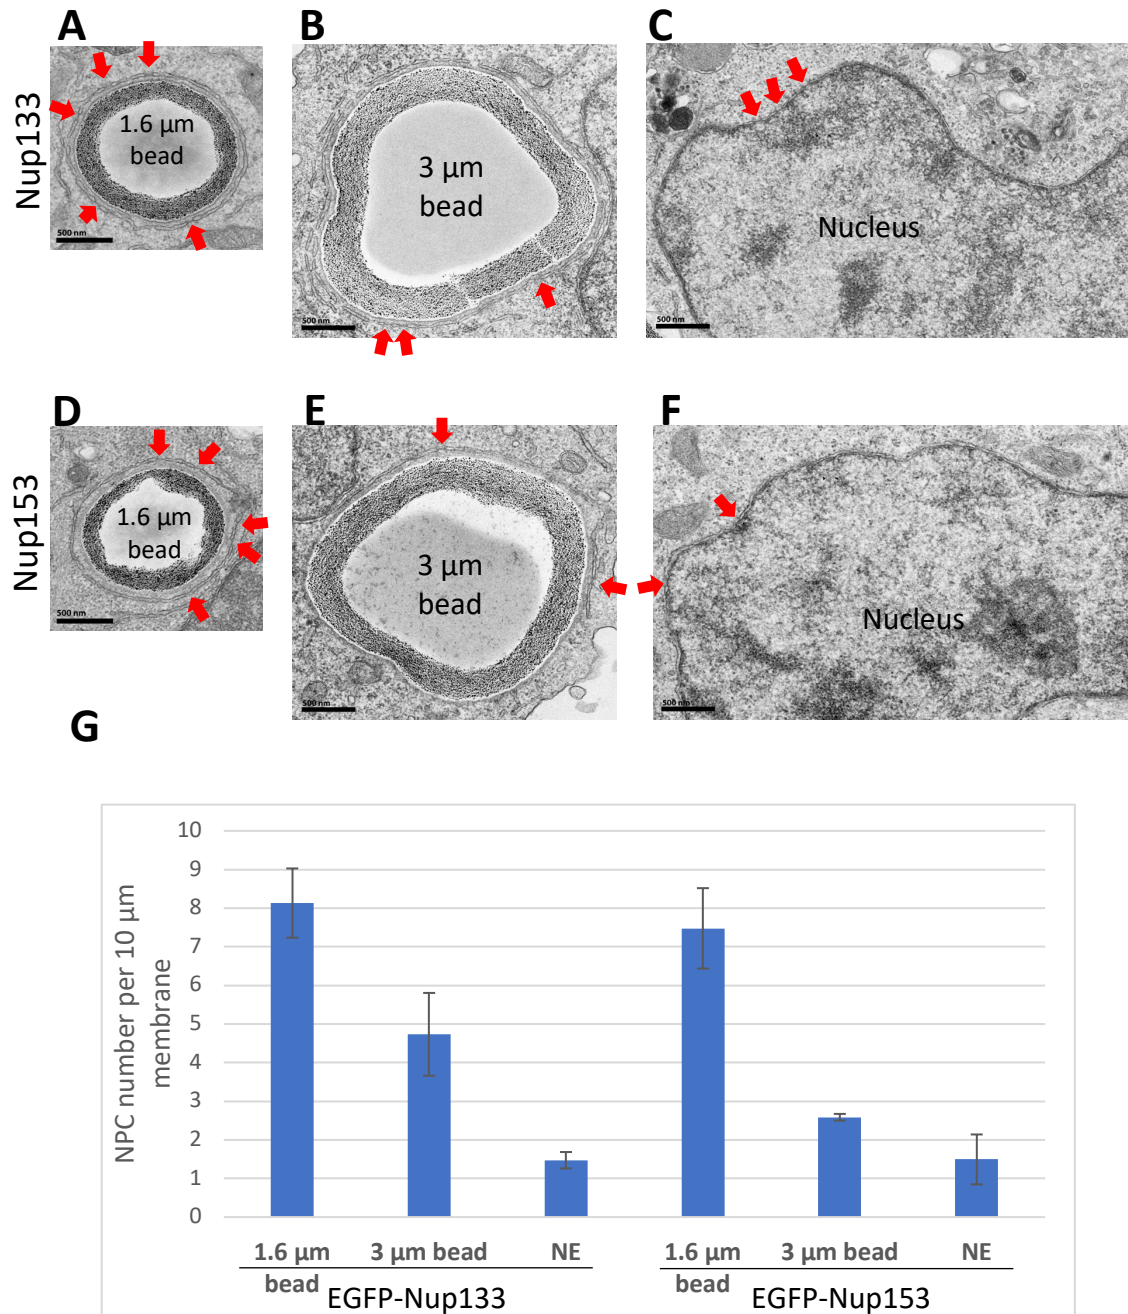 A
B
C
Nup133
1.6 µm
bead
500 nm
3 µm
bead
500 nm
Nucleus
500 nm
D
E
F
Nup153
1.6 µm
bead
500 nm
3 µm
bead
500 nm
Nucleus
500 nm
G
NPC number per 10 µm
membrane
10
9
8
7
6
5
4
3
2
1
0
1.6 µm
bead
3 µm bead
NE
1.6 µm
bead
3 µm bead
NE
EGFP-Nup133
EGFP-Nup153